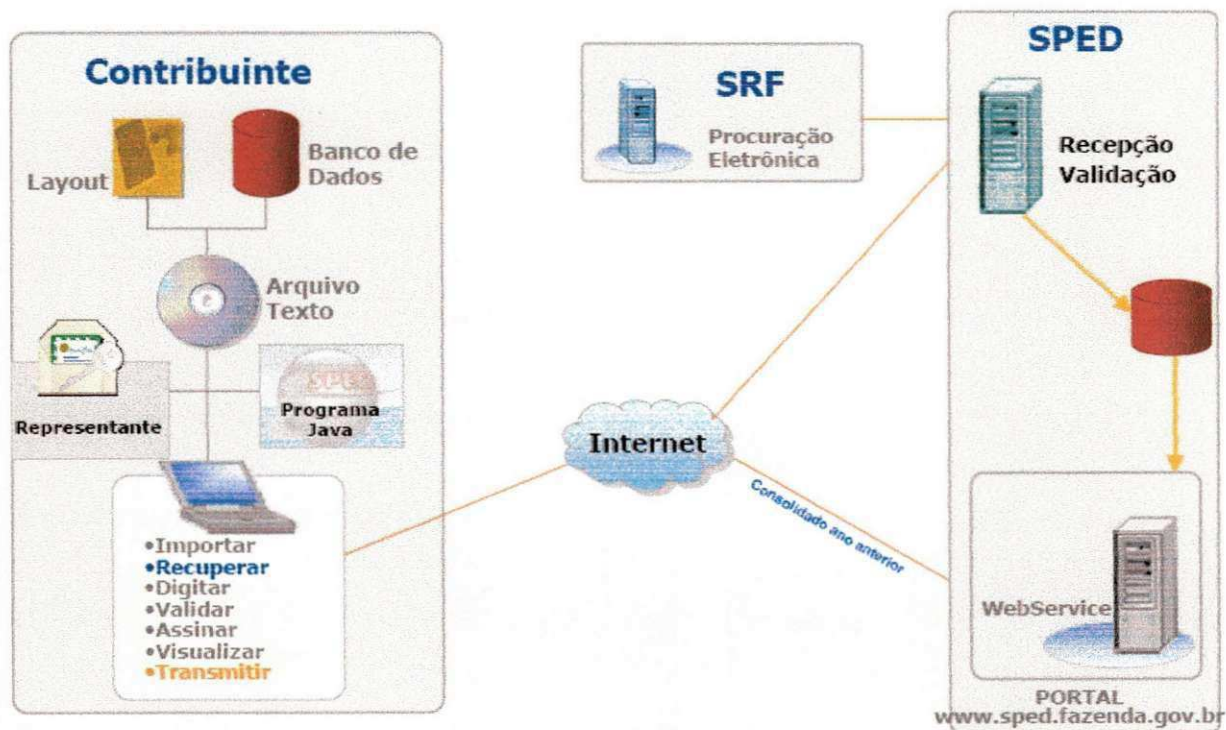 Contribuinte
Layout
Banco de
Dados
Arquivo
Texto
Representante
SPED
Programa
Java
•Importar
•Recuperar
•Digitar
•Validar
•Assinar
•Visualizar
•Transmitir
Internet
Consolidado ano anterior
SRF
Procuração
Eletrônica
SPED
Recepção
Validação
WebService
PORTAL
www.sped.fazenda.gov.br